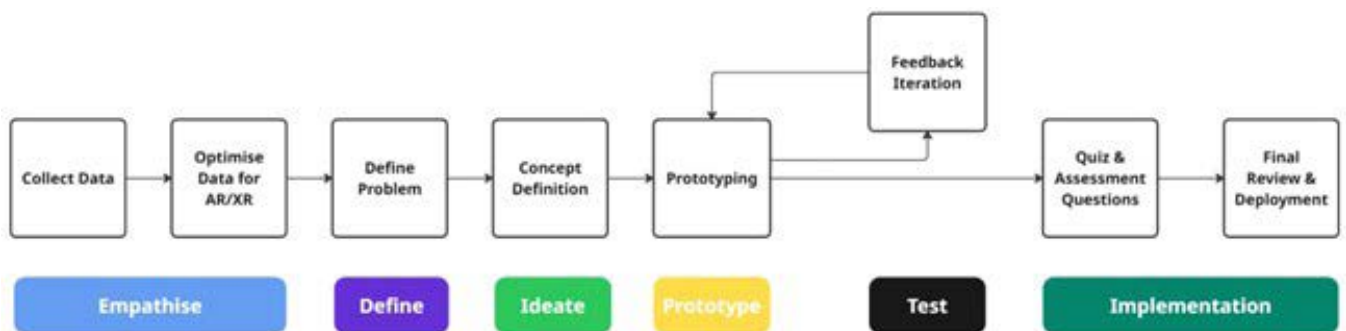 Feedback
Iteration
Collect Data
Optimise
Data for
AR/XR
Define
Problem
Concept
Definition
Prototyping
Quiz &
Assessment
Questions
Final
Review &
Deployment
Empathise
Define
Ideate
Prototype
Test
Implementation